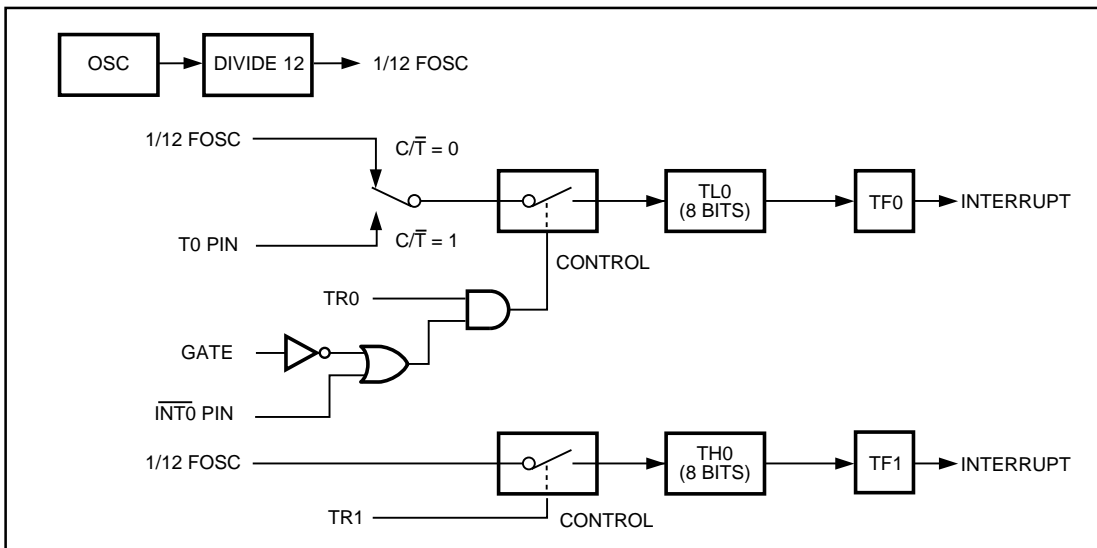 OSC
DIVIDE 12
1/12 FOSC
1/12 FOSC
C/T̅ = 0
TL0
(8 BITS)
TF0
INTERRUPT
T0 PIN
C/T̅ = 1
CONTROL
TR0
GATE
I̅N̅T̅0̅ PIN
1/12 FOSC
TH0
(8 BITS)
TF1
INTERRUPT
TR1
CONTROL